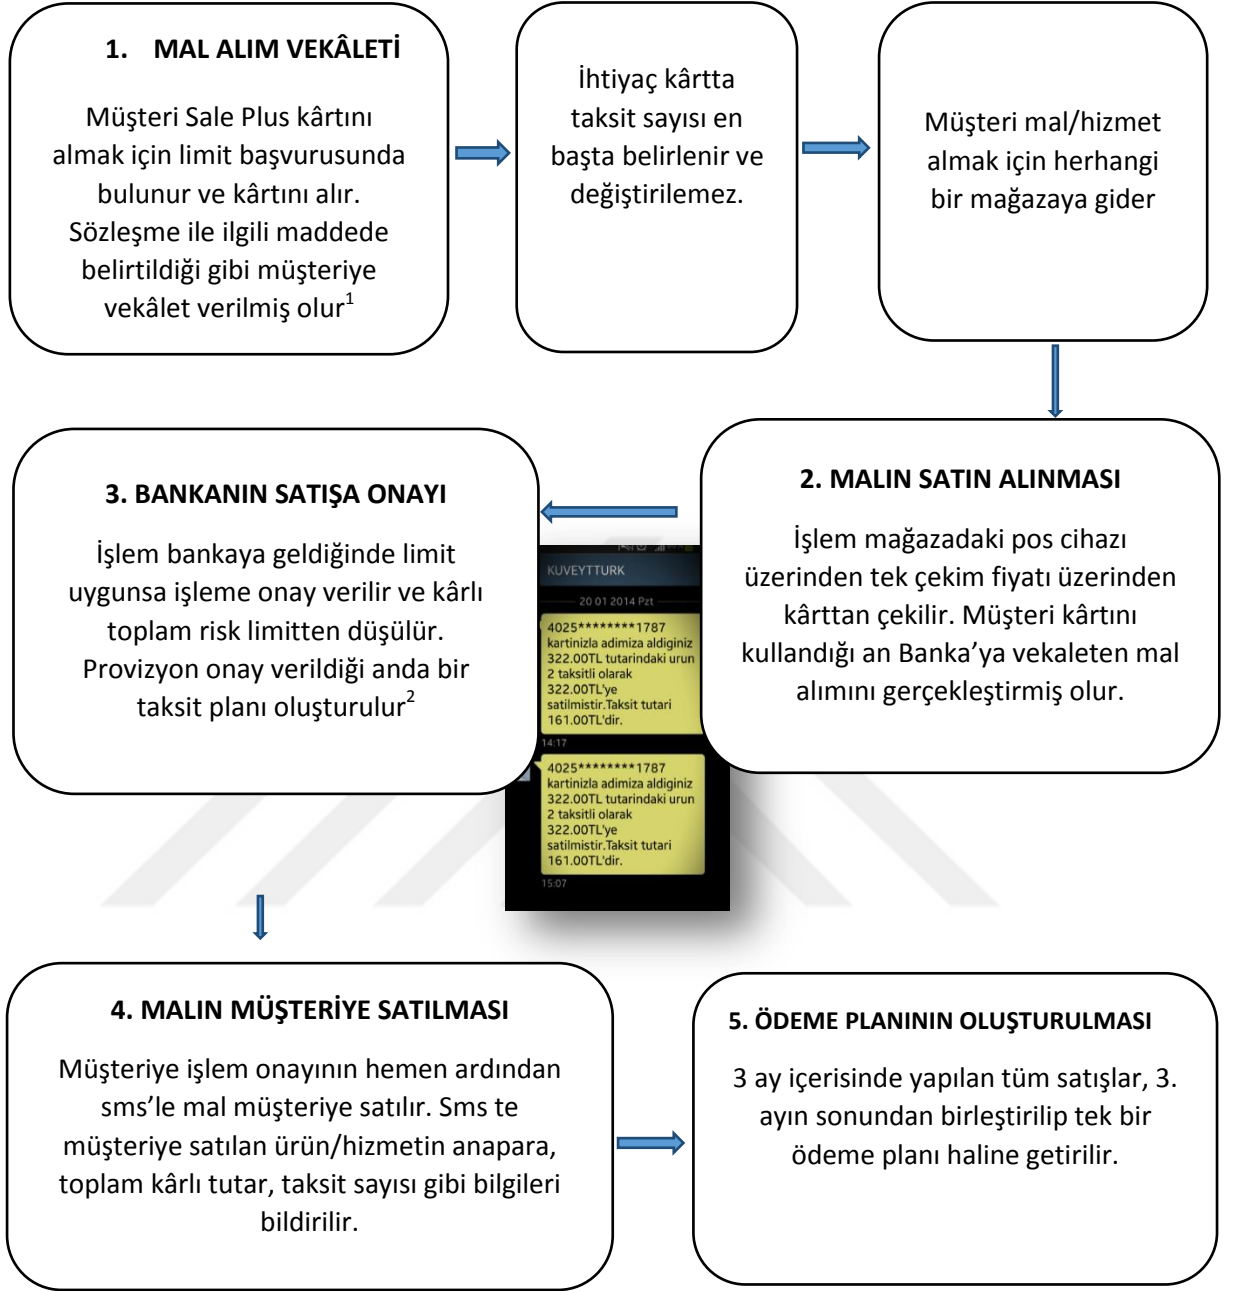 1. MAL ALIM VEKÂLETİ
Müşteri Sale Plus kârtını
almak için limit başvurusunda
bulunur ve kârtını alır.
Sözleşme ile ilgili maddede
belirtildiği gibi müşteriye
vekâlet verilmiş olur1
İhtiyaç kârtta
taksit sayısı en
başta belirlenir ve
değiştirilemez.
Müşteri mal/hizmet
almak için herhangi
bir mağazaya gider
2. MALIN SATIN ALINMASI
İşlem mağazadaki pos cihazı
üzerinden tek çekim fiyatı üzerinden
kârttan çekilir. Müşteri kârtını
kullandığı an Banka’ya vekaleten mal
alımını gerçekleştirmiş olur.
3. BANKANIN SATIŞA ONAYI
İşlem bankaya geldiğinde limit
uygunsa işleme onay verilir ve kârlı
toplam risk limitten düşülür.
Provizyon onay verildiği anda bir
taksit planı oluşturulur2
KUVEYTTURK
20 01 2014 Pzt
4025********1787
kartinizla adimiza aldiginiz
322.00TL tutarindaki urun
2 taksitli olarak
322.00TL'ye
satilmistir.Taksit tutari
161.00TL'dir.
14:17
4025********1787
kartinizla adimiza aldiginiz
322.00TL tutarindaki urun
2 taksitli olarak
322.00TL'ye
satilmistir.Taksit tutari
161.00TL'dir.
15:07
4. MALIN MÜŞTERİYE SATILMASI
Müşteriye işlem onayının hemen ardından
sms’le mal müşteriye satılır. Sms te
müşteriye satılan ürün/hizmetin anapara,
toplam kârlı tutar, taksit sayısı gibi bilgileri
bildirilir.
5. ÖDEME PLANININ OLUŞTURULMASI
3 ay içerisinde yapılan tüm satışlar, 3.
ayın sonundan birleştirilip tek bir
ödeme planı haline getirilir.